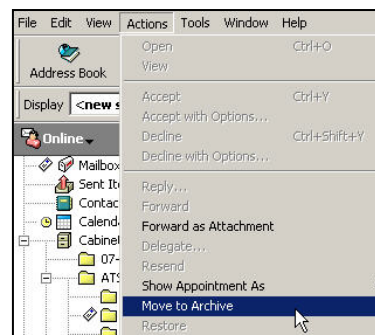 File Edit View Actions Tools Window Help
Address Book
Display <new s
Online
Mailbox
Sent Ite
Contac
Calenda
Cabine
07-
ATS
Open Ctrl+O
View
Accept Ctrl+Y
Accept with Options...
Decline Ctrl+Shift+Y
Decline with Options...
Reply...
Forward
Forward as Attachment
Delegate...
Resend
Show Appointment As
Move to Archive
Restore